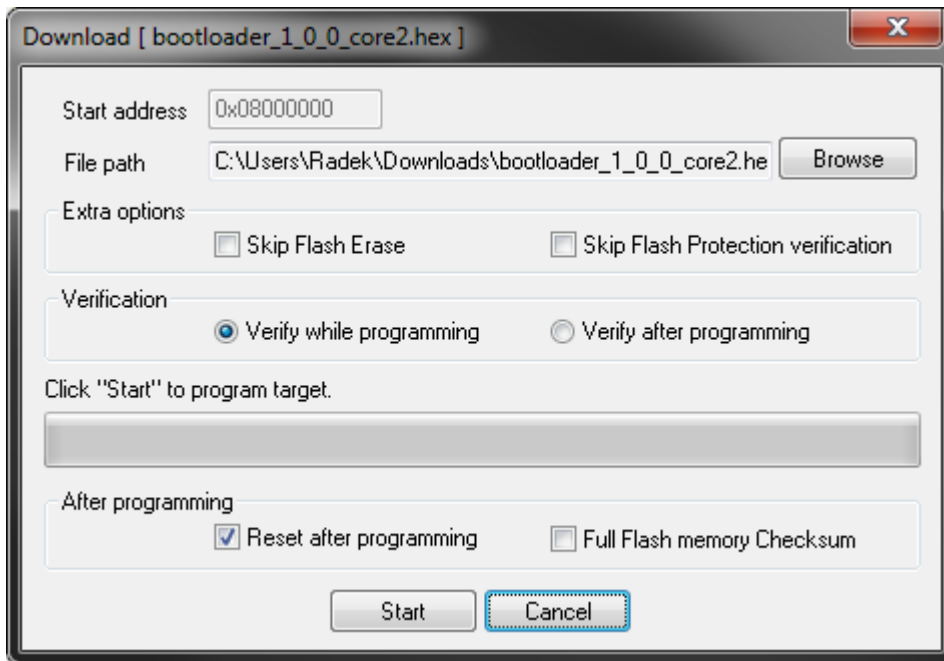 Download [ bootloader_1_0_0_core2.hex ]
Start address 0x08000000
File path C:\Users\Radek\Downloads\bootloader_1_0_0_core2.he Browse
Extra options
Skip Flash Erase Skip Flash Protection verification
Verification
Verify while programming Verify after programming
Click "Start" to program target.
After programming
Reset after programming Full Flash memory Checksum
Start Cancel